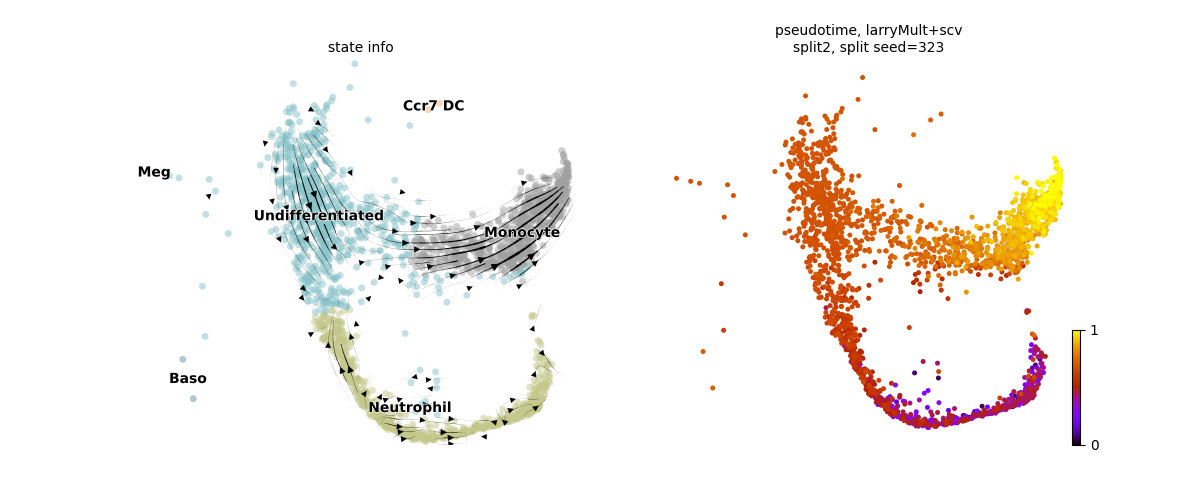 state info
pseudotime, larryMult+scv
split2, split seed=323
Ccr7 DC
Meg
Undifferentiated
Monocyte
Baso
Neutrophil
1
0